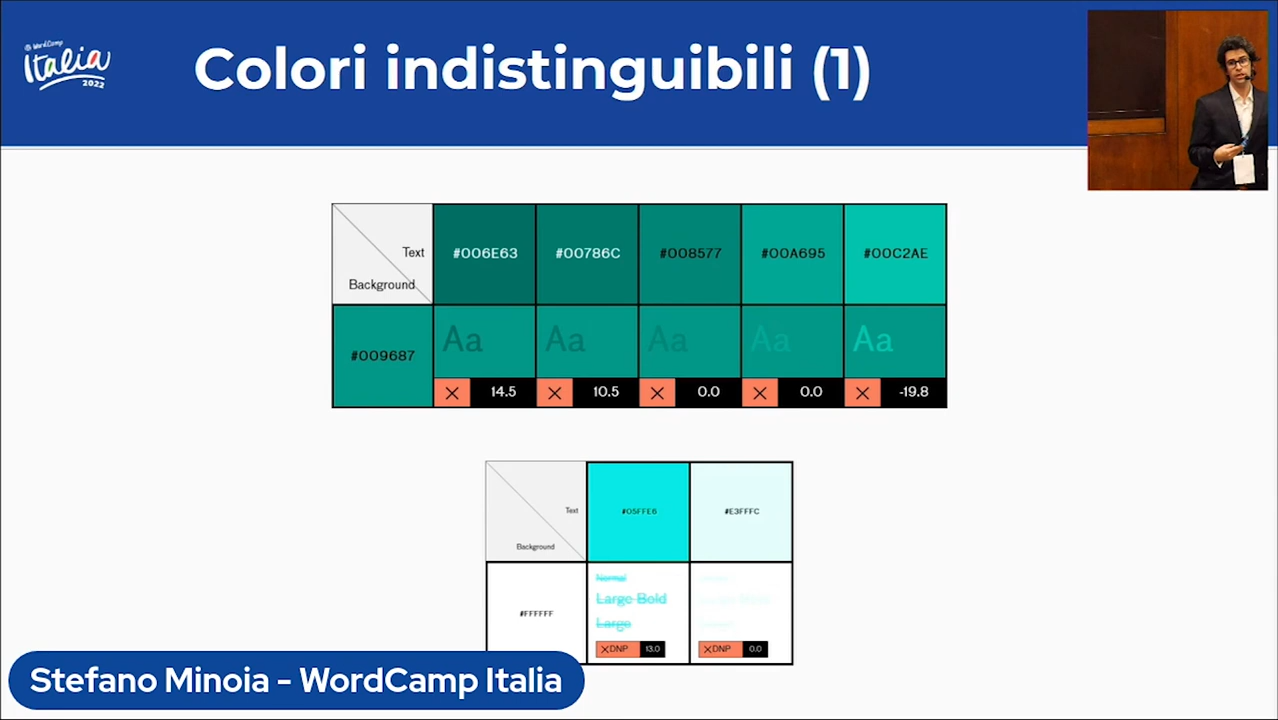 WordCamp
Italia
2022
Colori indistinguibili (1)
Text
Background
#006E63
#00786C
#008577
#00A695
#00C2AE
#009687
Aa
Aa
Aa
Aa
Aa
14.5
10.5
0.0
0.0
-19.8
Text
Background
#05FFE6
#E3FFFC
#FFFFFF
Normal
Large Bold
Large
DNP 13.0
DNP 0.0
Stefano Minoia - WordCamp Italia